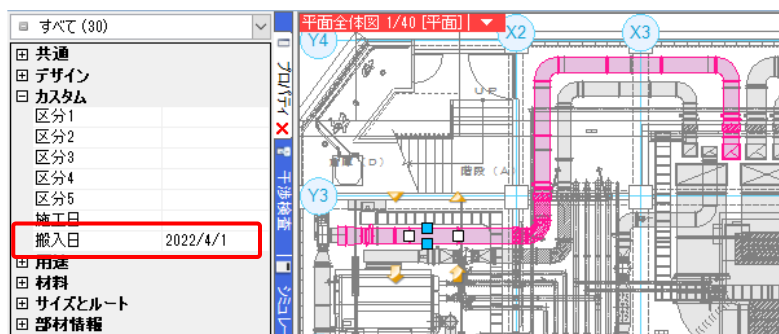 すべて (30)
共通
デザイン
カスタム
区分1
区分2
区分3
区分4
区分5
施工日
搬入日 2022/4/1
用途
材料
サイズとルート
部材情報
プロパティ
干渉検査
シミュレ
平面全体図 1/40 [平面]
Y4
X2
X3
UP
(D)
階段 (A
Y3